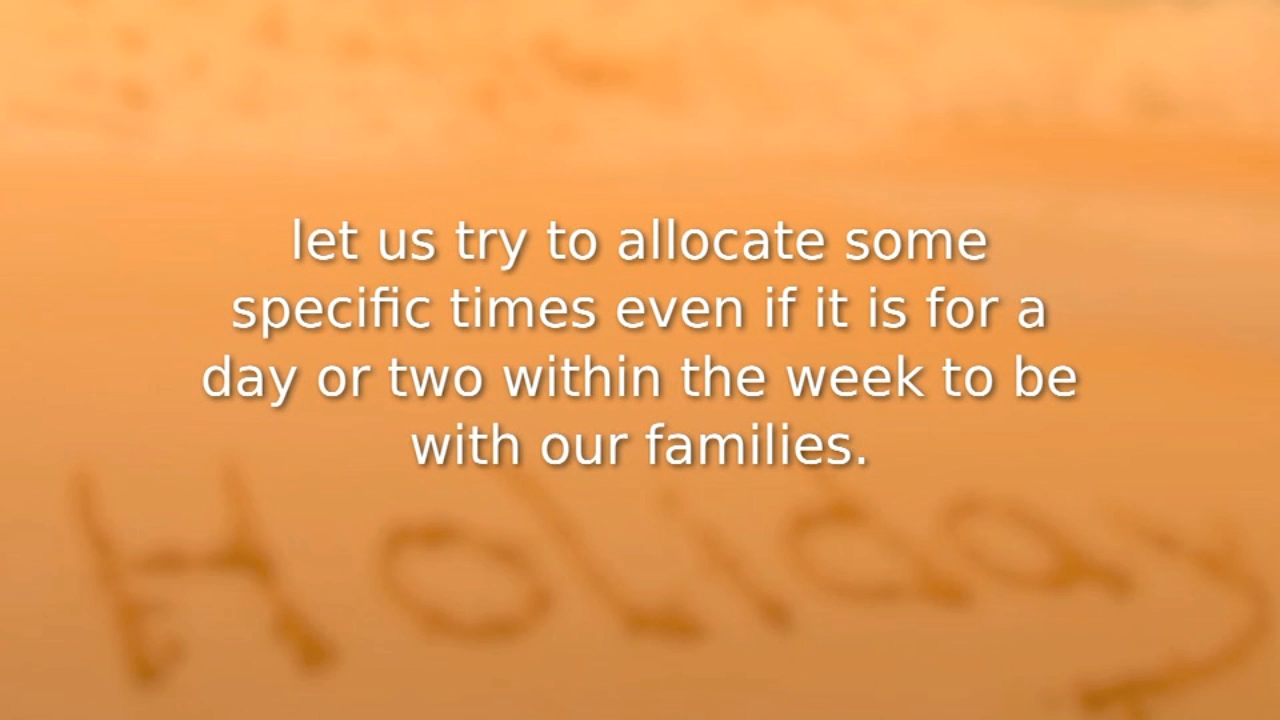 let us try to allocate some
specific times even if it is for a
day or two within the week to be
with our families.
Holiday